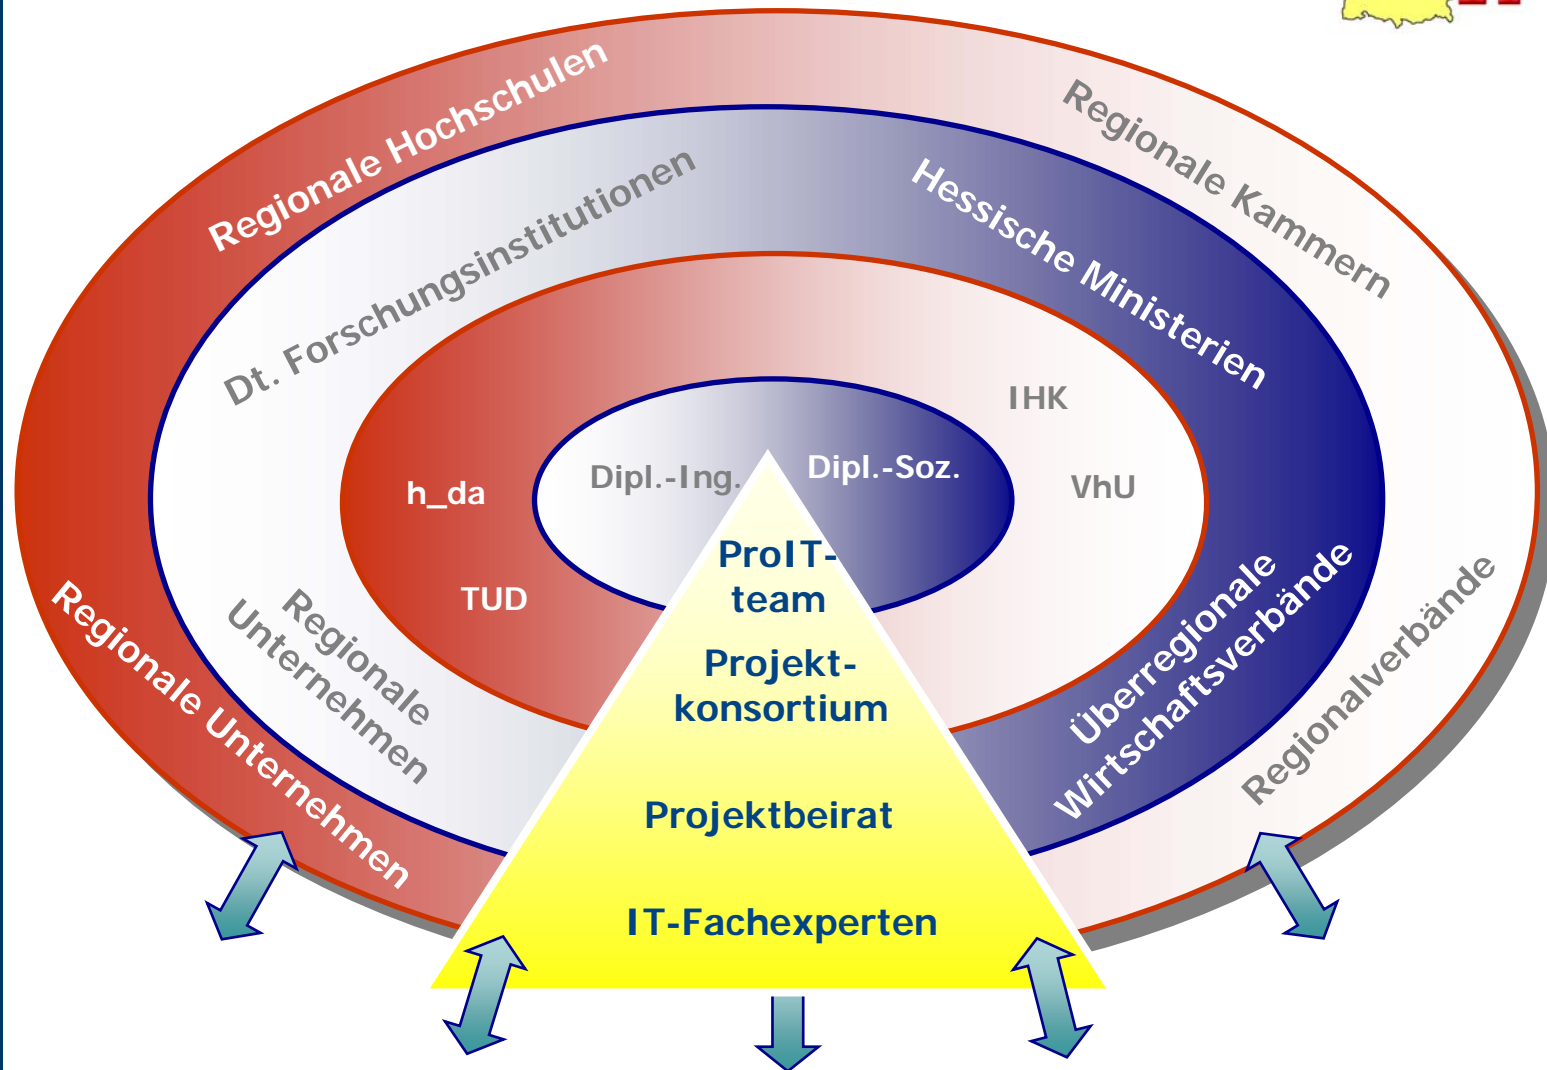 Regionale Hochschulen
Regionale Kammern
Dt. Forschungsinstitutionen
Hessische Ministerien
IHK
h_da
Dipl.-Ing.
Dipl.-Soz.
VhU
TUD
ProIT-
team
Projekt-
konsortium
Projektbeirat
IT-Fachexperten
Regionale
Unternehmen
Regionale Unternehmen
Überregionale
Wirtschaftsverbände
Regionalverbände